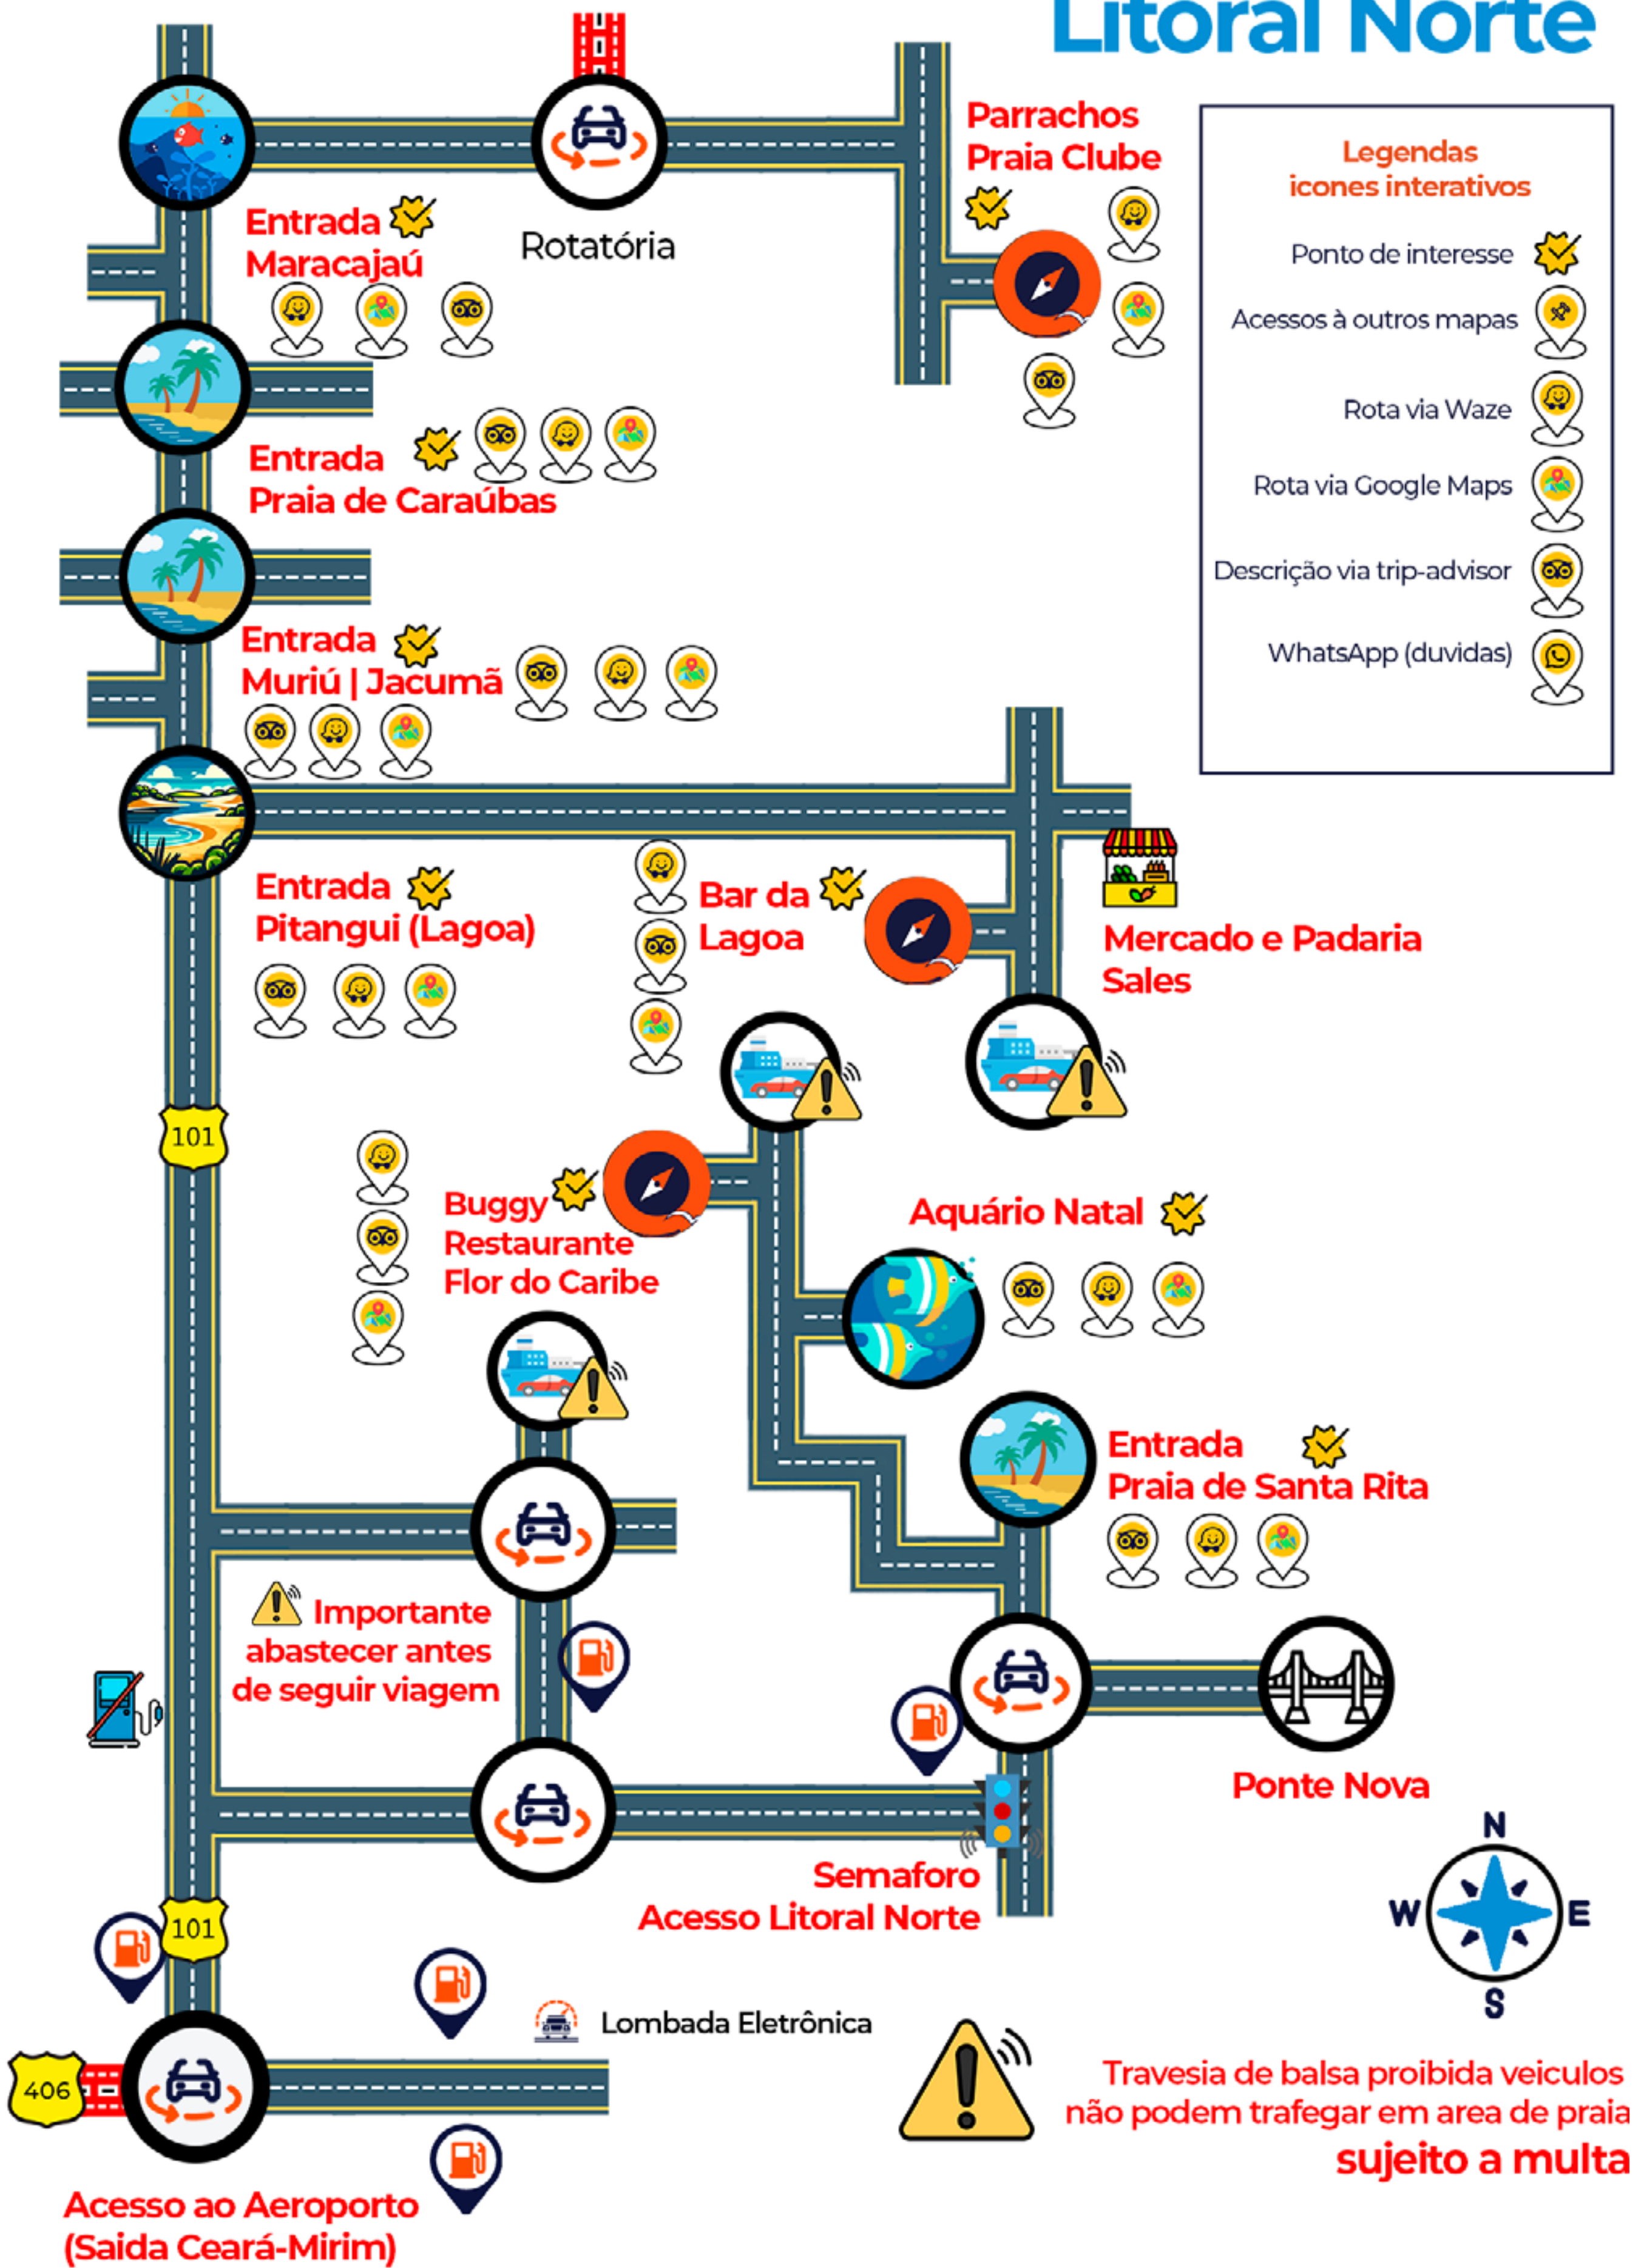 Litoral Norte
Parrachos
Praia Clube
Legendas
icones interativos
Ponto de interesse
Acessos à outros mapas
Rota via Waze
Rota via Google Maps
Descrição via trip-advisor
WhatsApp (duvidas)
Entrada
Maracajaú
Rotatória
Entrada
Praia de Caraúbas
Entrada
Muriú | Jacumã
Entrada
Pitangui (Lagoa)
Bar da
Lagoa
Mercado e Padaria
Sales
101
Buggy
Restaurante
Flor do Caribe
Aquário Natal
Entrada
Praia de Santa Rita
Importante
abastecer antes
de seguir viagem
Ponte Nova
Semaforo
Acesso Litoral Norte
101
N
W
E
S
Lombada Eletrônica
406
Travesia de balsa proibida veiculos
não podem trafegar em area de praia
sujeito a multa
Acesso ao Aeroporto
(Saida Ceará-Mirim)